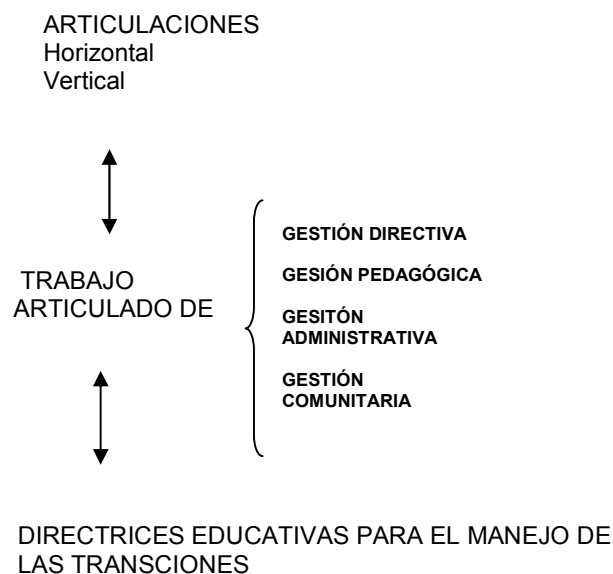 ARTICULACIONES
Horizontal
Vertical
TRABAJO
ARTICULADO DE
GESTIÓN DIRECTIVA
GESIÓN PEDAGÓGICA
GESITÓN
ADMINISTRATIVA
GESTIÓN
COMUNITARIA
DIRECTRICES EDUCATIVAS PARA EL MANEJO DE
LAS TRANSCIONES